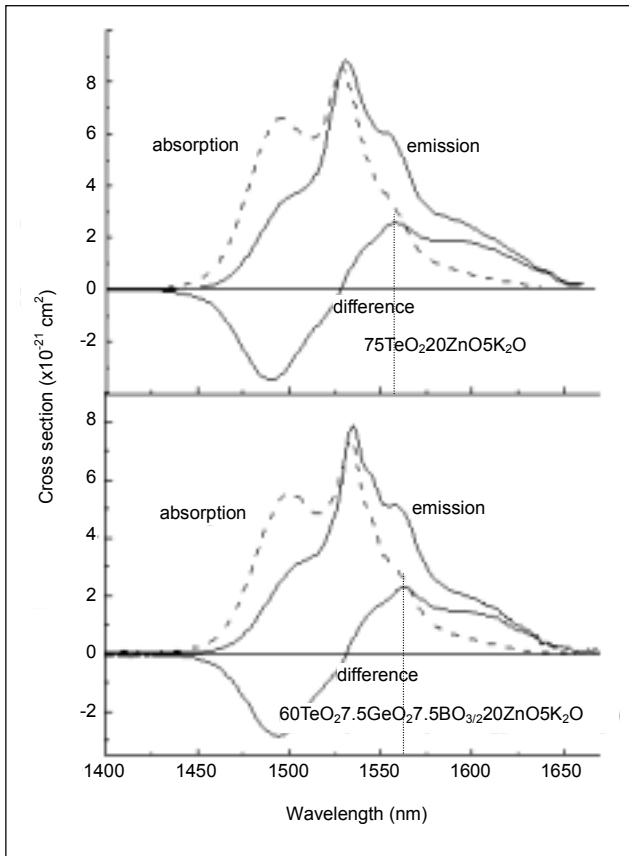 8
6
4
2
0
-2
absorption
emission
difference
75TeO₂20ZnO5K₂O
Cross section (x10⁻²¹ cm²)
8
6
4
2
0
-2
absorption
emission
difference
60TeO₂7.5GeO₂7.5BO₃/₂20ZnO5K₂O
1400 1450 1500 1550 1600 1650
Wavelength (nm)